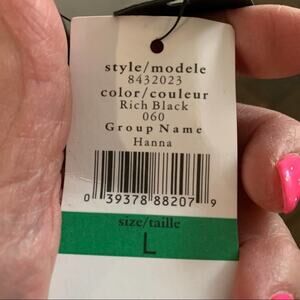 style/modele
8432023
color/couleur
Rich Black
060
Group Name
Hanna
0 39378 88207 9
size/taille
L